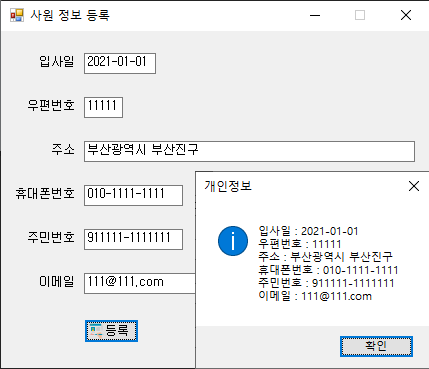 사원 정보 등록
입사일 2021-01-01
우편번호 11111
주소 부산광역시 부산진구
휴대폰번호 010-1111-1111
주민번호 911111-1111111
이메일 111@111.com
등록
개인정보
입사일 : 2021-01-01
우편번호 : 11111
주소 : 부산광역시 부산진구
휴대폰번호 : 010-1111-1111
주민번호 : 911111-1111111
이메일 : 111@111.com
확인